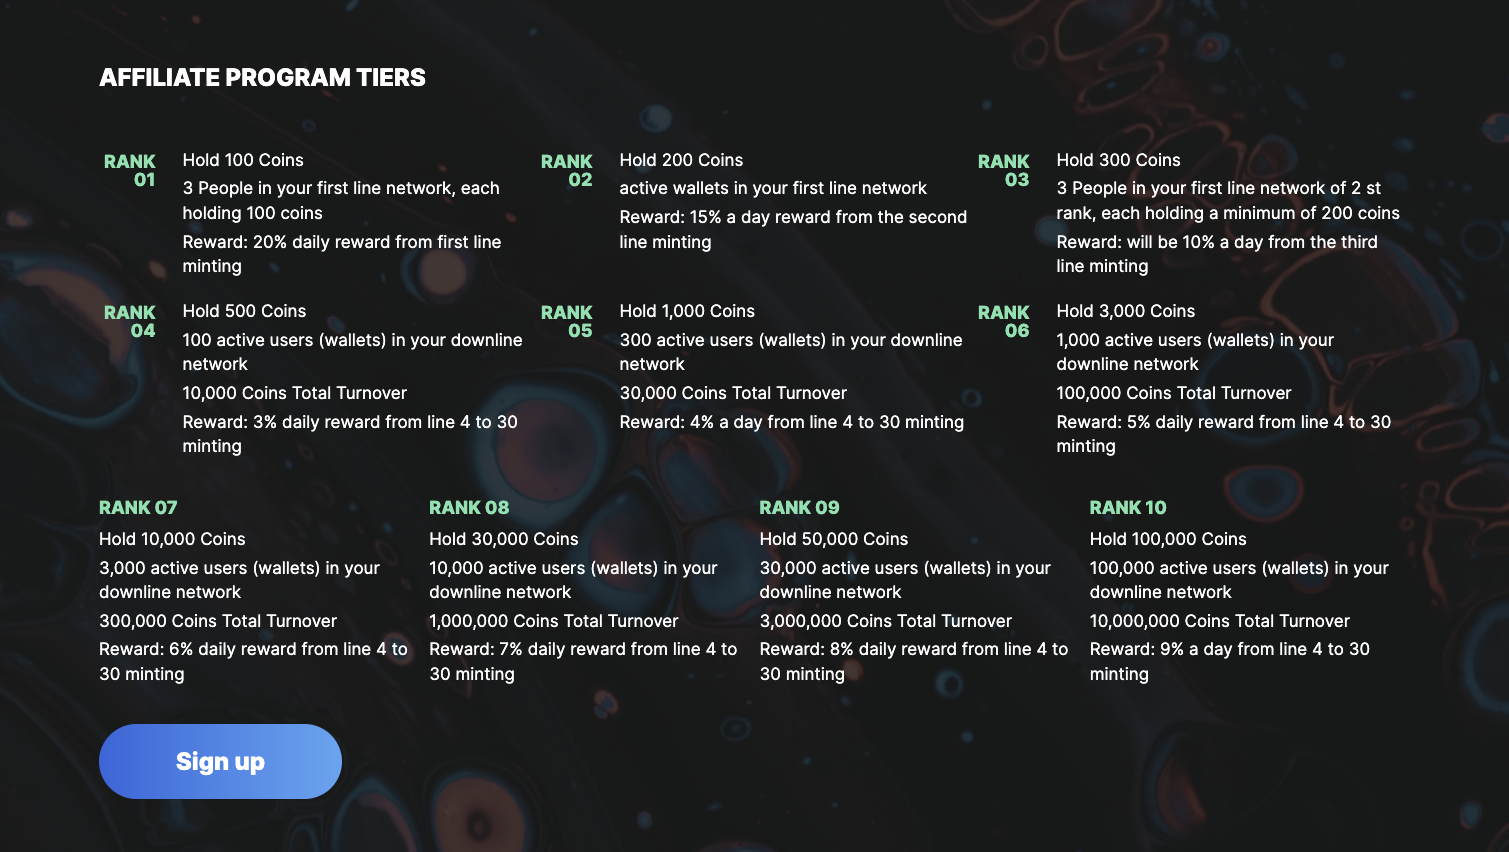 AFFILIATE PROGRAM TIERS
RANK
01
Hold 100 Coins
3 People in your first line network, each
holding 100 coins
Reward: 20% daily reward from first line
minting
RANK
02
Hold 200 Coins
active wallets in your first line network
Reward: 15% a day reward from the second
line minting
RANK
03
Hold 300 Coins
3 People in your first line network of 2 st
rank, each holding a minimum of 200 coins
Reward: will be 10% a day from the third
line minting
RANK
04
Hold 500 Coins
100 active users (wallets) in your downline
network
10,000 Coins Total Turnover
Reward: 3% daily reward from line 4 to 30
minting
RANK
05
Hold 1,000 Coins
300 active users (wallets) in your downline
network
30,000 Coins Total Turnover
Reward: 4% a day from line 4 to 30 minting
RANK
06
Hold 3,000 Coins
1,000 active users (wallets) in your
downline network
100,000 Coins Total Turnover
Reward: 5% daily reward from line 4 to 30
minting
RANK 07
Hold 10,000 Coins
3,000 active users (wallets) in your
downline network
300,000 Coins Total Turnover
Reward: 6% daily reward from line 4 to
30 minting
RANK 08
Hold 30,000 Coins
10,000 active users (wallets) in your
downline network
1,000,000 Coins Total Turnover
Reward: 7% daily reward from line 4 to
30 minting
RANK 09
Hold 50,000 Coins
30,000 active users (wallets) in your
downline network
3,000,000 Coins Total Turnover
Reward: 8% daily reward from line 4 to
30 minting
RANK 10
Hold 100,000 Coins
100,000 active users (wallets) in your
downline network
10,000,000 Coins Total Turnover
Reward: 9% a day from line 4 to 30
minting
Sign up